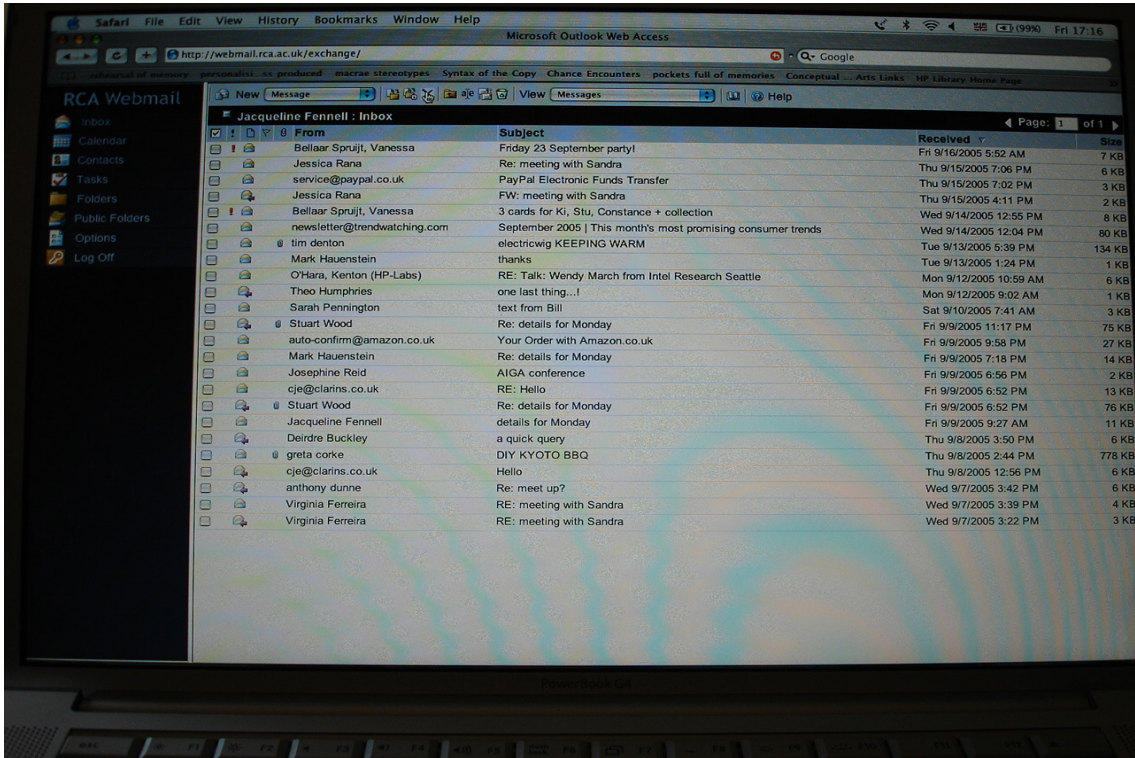 Safari File Edit View History Bookmarks Window Help (99%) Fri 17:16
Microsoft Outlook Web Access
http://webmail.rca.ac.uk/exchange/ Google
rehearsal of memory personalisi...ss produced macrae stereotypes Syntax of the Copy Chance Encounters pockets full of memories Conceptual ... Arts Links HP Library Home Page
RCA Webmail New Message View Messages Help
Inbox
Calendar
Contacts
Tasks
Folders
Public Folders
Options
Log Off
Jacqueline Fennell : Inbox Page: 1 of 1
! From Subject Received Size
! Bellaar Spruijt, Vanessa Friday 23 September party! Fri 9/16/2005 5:52 AM 7 KB
Jessica Rana Re: meeting with Sandra Thu 9/15/2005 7:06 PM 6 KB
service@paypal.co.uk PayPal Electronic Funds Transfer Thu 9/15/2005 7:02 PM 3 KB
Jessica Rana FW: meeting with Sandra Thu 9/15/2005 4:11 PM 2 KB
! Bellaar Spruijt, Vanessa 3 cards for Ki, Stu, Constance + collection Wed 9/14/2005 12:55 PM 8 KB
newsletter@trendwatching.com September 2005 | This month's most promising consumer trends Wed 9/14/2005 12:04 PM 80 KB
tim denton electricwig KEEPING WARM Tue 9/13/2005 5:39 PM 134 KB
Mark Hauenstein thanks Tue 9/13/2005 1:24 PM 1 KB
O'Hara, Kenton (HP-Labs) RE: Talk: Wendy March from Intel Research Seattle Mon 9/12/2005 10:59 AM 6 KB
Theo Humphries one last thing...! Mon 9/12/2005 9:02 AM 1 KB
Sarah Pennington text from Bill Sat 9/10/2005 7:41 AM 3 KB
Stuart Wood Re: details for Monday Fri 9/9/2005 11:17 PM 75 KB
auto-confirm@amazon.co.uk Your Order with Amazon.co.uk Fri 9/9/2005 9:58 PM 27 KB
Mark Hauenstein Re: details for Monday Fri 9/9/2005 7:18 PM 14 KB
Josephine Reid AIGA conference Fri 9/9/2005 6:56 PM 2 KB
cje@clarins.co.uk RE: Hello Fri 9/9/2005 6:52 PM 13 KB
Stuart Wood Re: details for Monday Fri 9/9/2005 6:52 PM 76 KB
Jacqueline Fennell details for Monday Fri 9/9/2005 9:27 AM 11 KB
Deirdre Buckley a quick query Thu 9/8/2005 3:50 PM 6 KB
greta corke DIY KYOTO BBQ Thu 9/8/2005 2:44 PM 778 KB
cje@clarins.co.uk Hello Thu 9/8/2005 12:56 PM 6 KB
anthony dunne Re: meet up? Wed 9/7/2005 3:42 PM 6 KB
Virginia Ferreira RE: meeting with Sandra Wed 9/7/2005 3:39 PM 4 KB
Virginia Ferreira RE: meeting with Sandra Wed 9/7/2005 3:22 PM 3 KB
PowerBook G4
esc F1 F2 F3 F4 F5 F6 F7 F8 F9 F10 F11 F12